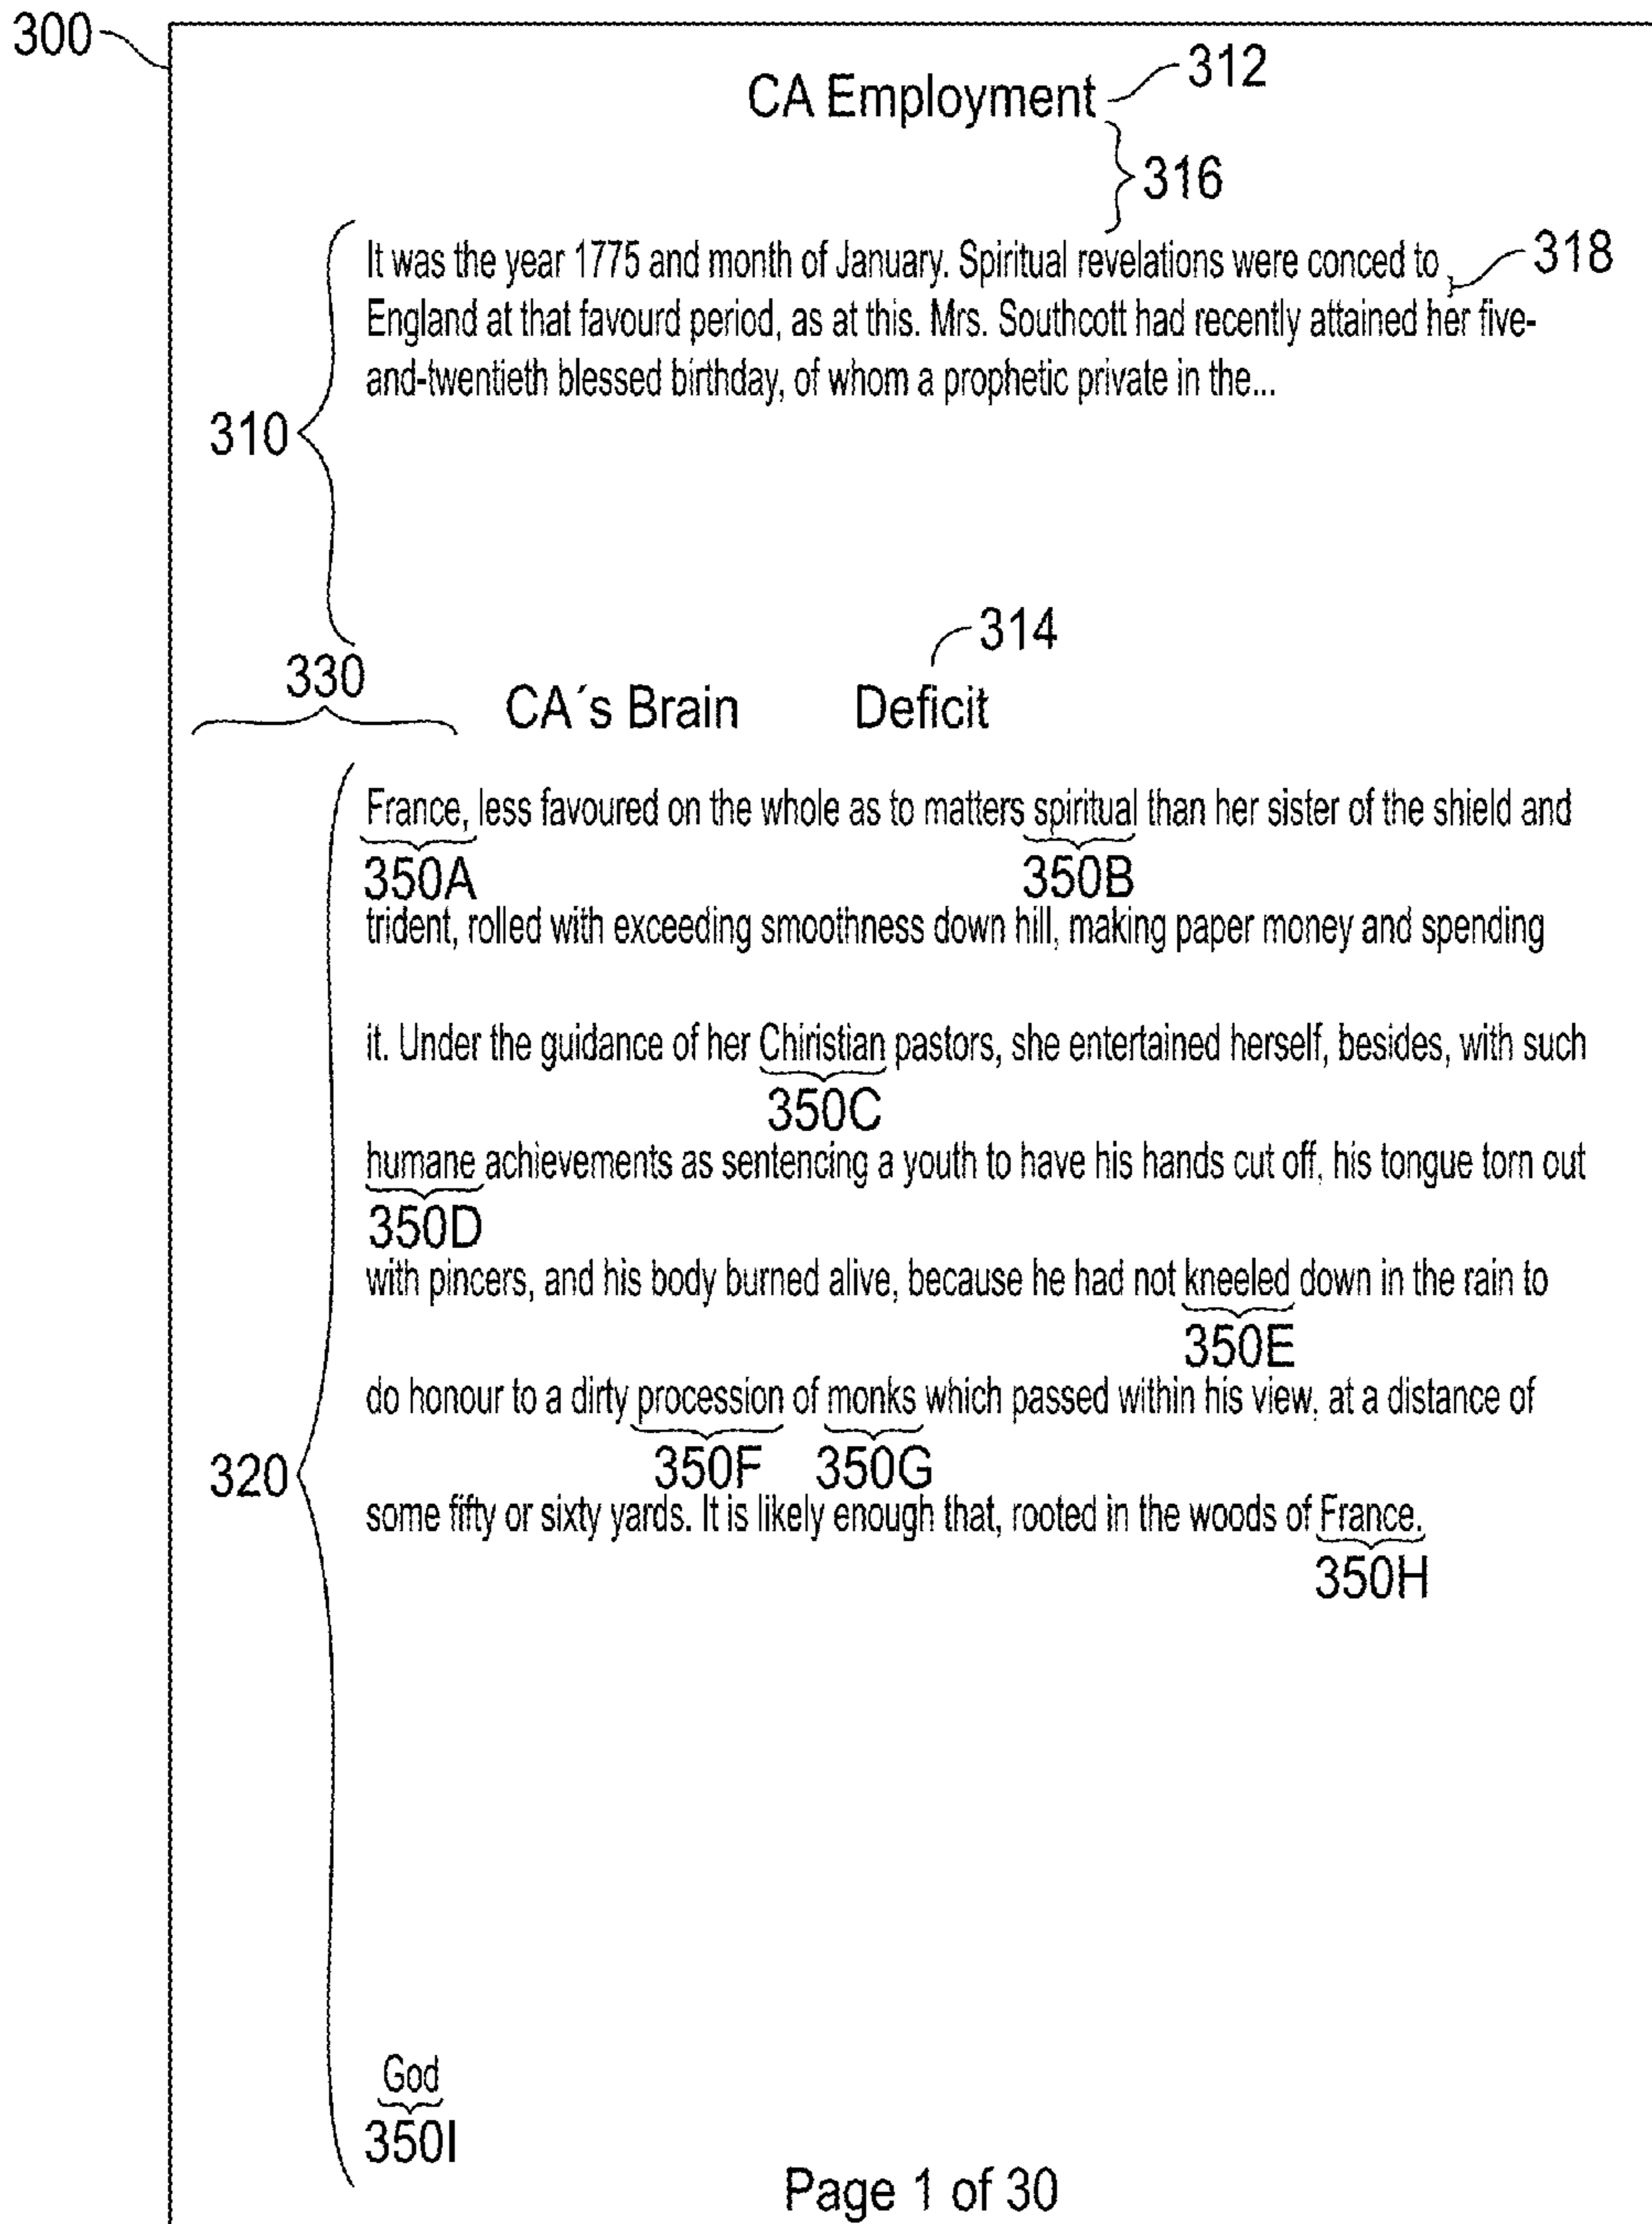 300
CA Employment 312
316
It was the year 1775 and month of January. Spiritual revelations were conced to 318
England at that favourd period, as at this. Mrs. Southcott had recently attained her five-
and-twentieth blessed birthday, of whom a prophetic private in the...
310
314
330
CA´s Brain Deficit
France, less favoured on the whole as to matters spiritual than her sister of the shield and
350A 350B
trident, rolled with exceeding smoothness down hill, making paper money and spending
it. Under the guidance of her Chiristian pastors, she entertained herself, besides, with such
350C
humane achievements as sentencing a youth to have his hands cut off, his tongue torn out
350D
with pincers, and his body burned alive, because he had not kneeled down in the rain to
350E
do honour to a dirty procession of monks which passed within his view, at a distance of
320 350F 350G
some fifty or sixty yards. It is likely enough that, rooted in the woods of France.
350H
God
350I
Page 1 of 30